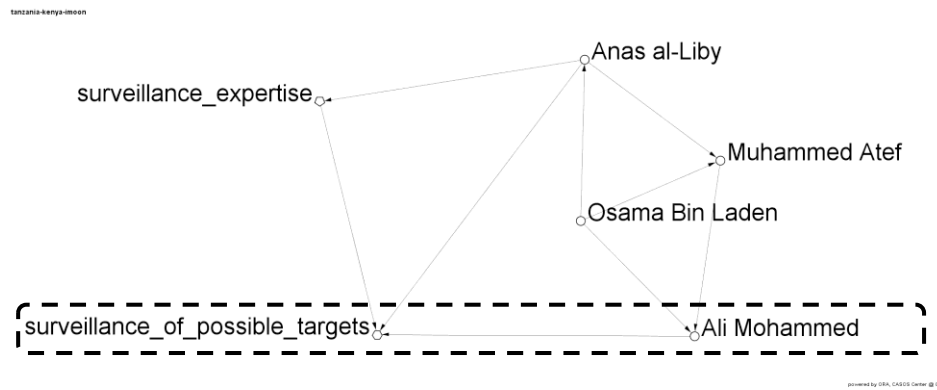 tanzania-kenya-imoon
Anas al-Liby
surveillance_expertise
Muhammed Atef
Osama Bin Laden
surveillance_of_possible_targets
Ali Mohammed
powered by ORA, CASOS Center @